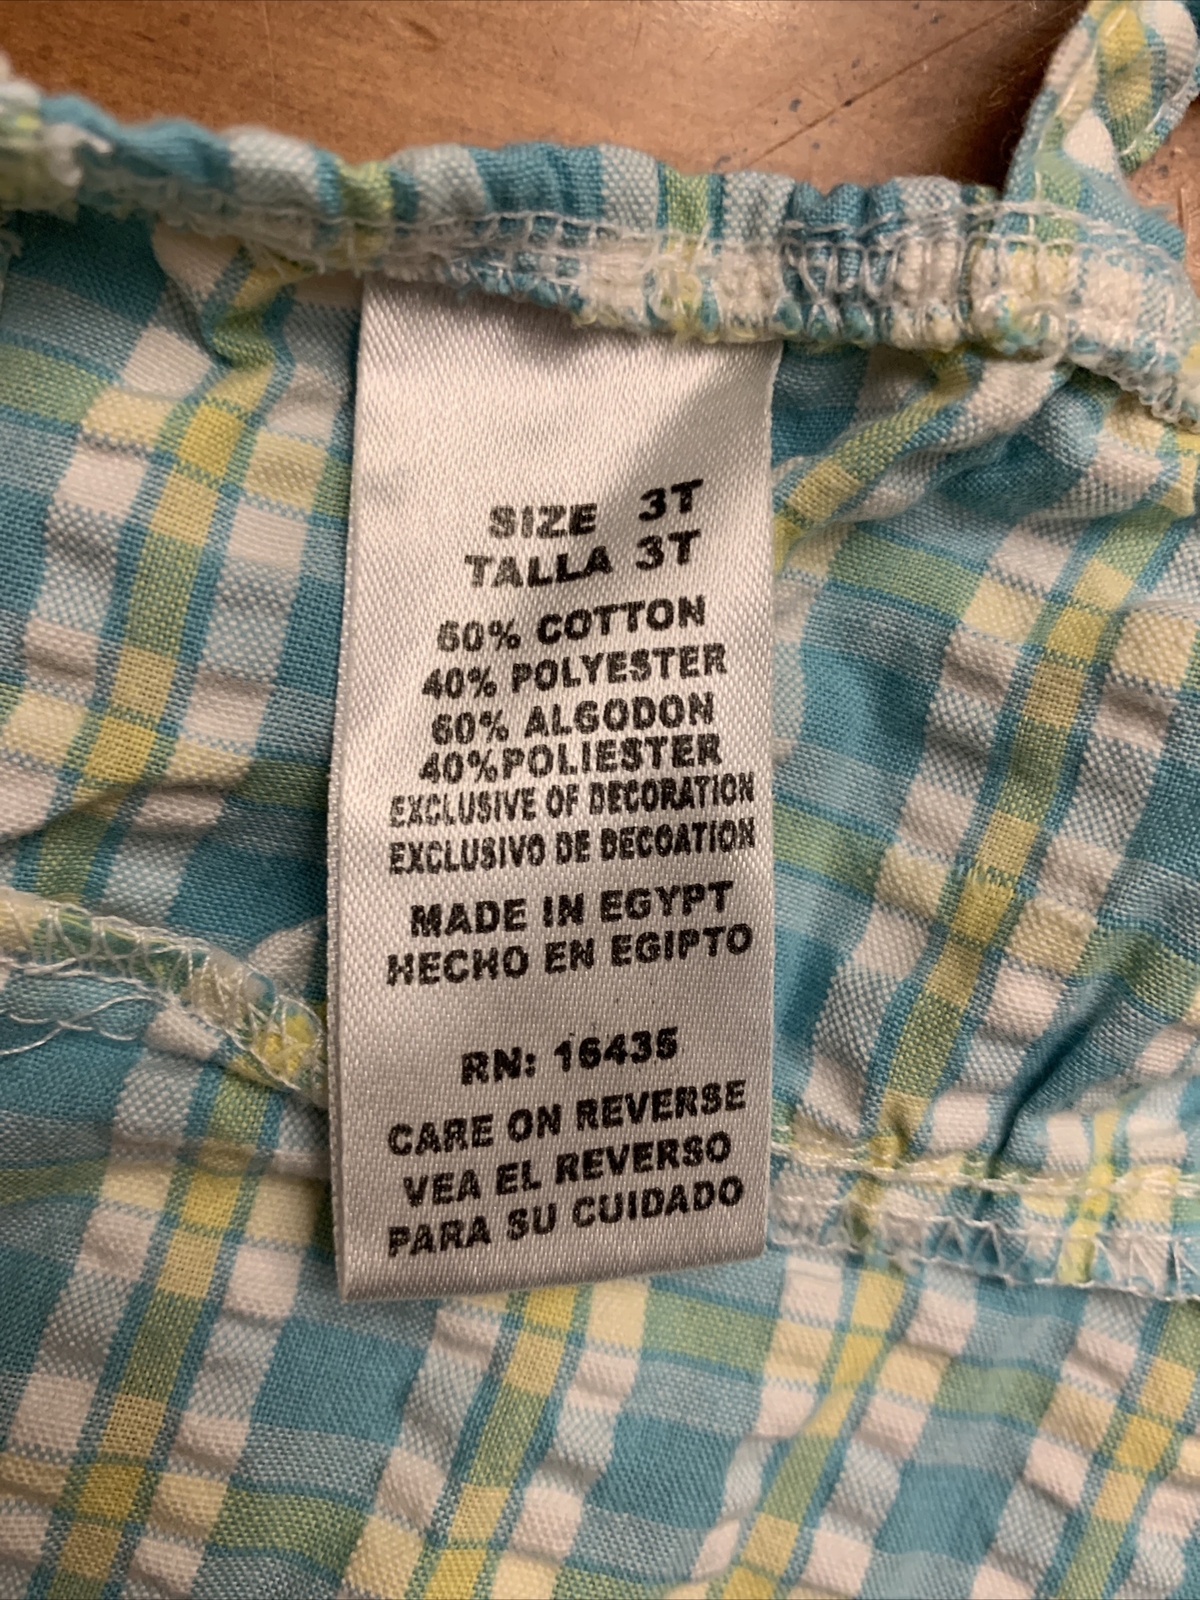 SIZE 3T
TALLA 3T
60% COTTON
40% POLYESTER
60% ALGODON
40%POLIESTER
EXCLUSIVE OF DECORATION
EXCLUSIVO DE DECOATION
MADE IN EGYPT
HECHO EN EGIPTO
RN: 16435
CARE ON REVERSE
VEA EL REVERSO
PARA SU CUIDADO